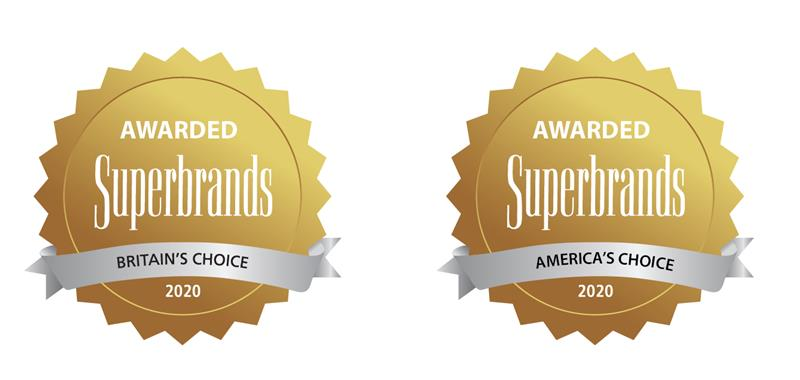 AWARDED
Superbrands
BRITAIN'S CHOICE
2020
AWARDED
Superbrands
AMERICA'S CHOICE
2020